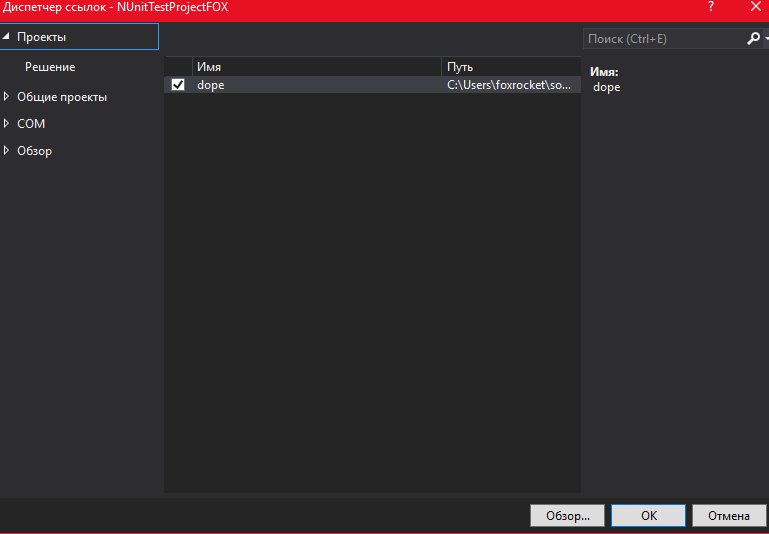 Диспетчер ссылок - NUnitTestProjectFOX
?
Проекты
Поиск (Ctrl+E)
Решение
Имя
Путь
Имя:
dope
C:\Users\foxrocket\so...
dope
Общие проекты
COM
Обзор
Обзор...
OK
Отмена